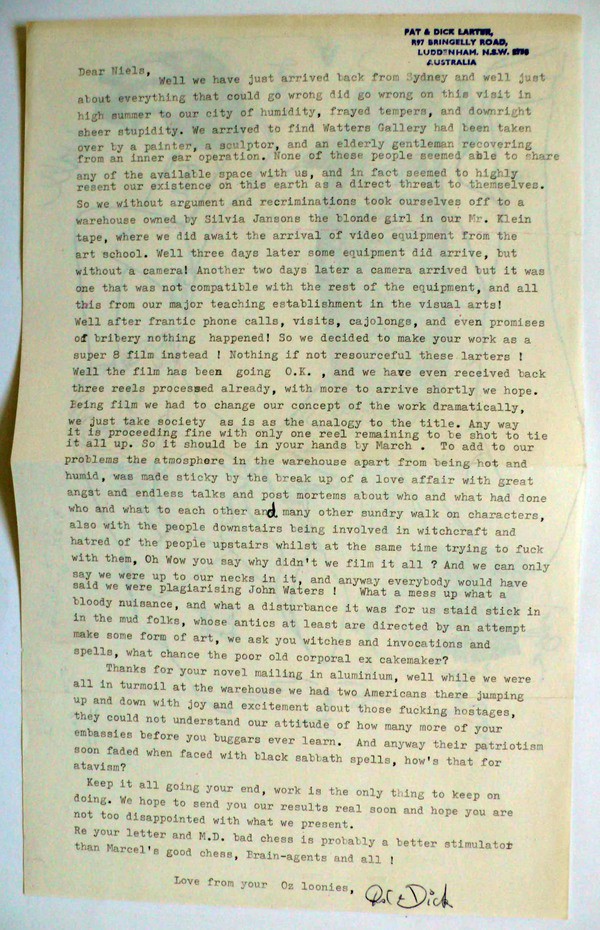 PAT & DICK LARTER,
R97 BRINGELLY ROAD,
LUDDENHAM. N.S.W.
AUSTRALIA
Dear Niels,
Well we have just arrived back from Sydney and well just
about everything that could go wrong did go wrong on this visit in
high summer to our city of humidity, frayed tempers, and downright
sheer stupidity. We arrived to find Watters Gallery had been taken
over by a painter, a sculptor, and an elderly gentleman recovering
from an inner ear operation. None of these people seemed able to share
any of the available space with us, and in fact seemed to highly
resent our existence on this earth as a direct threat to themselves.
So we without argument and recriminations took ourselves off to a
warehouse owned by Silvia Jansons the blonde girl in our Mr. Klein
tape, where we did await the arrival of video equipment from the
art school. Well three days later some equipment did arrive, but
without a camera! Another two days later a camera arrived but it was
one that was not compatible with the rest of the equipment, and all
this from our major teaching establishment in the visual arts!
Well after frantic phone calls, visits, cajolongs, and even promises
of bribery nothing happened! So we decided to make your work as a
super 8 film instead ! Nothing if not resourceful these larters !
Well the film has been going O.K. , and we have even received back
three reels processed already, with more to arrive shortly we hope.
Being film we had to change our concept of the work dramatically,
we just take society as is as the analogy to the title. Any way
it is proceeding fine with only one reel remaining to be shot to tie
it all up. So it should be in your hands by March . To add to our
problems the atmosphere in the warehouse apart from being hot and
humid, was made sticky by the break up of a love affair with great
angst and endless talks and post mortems about who and what had done
who and what to each other and many other sundry walk on characters,
also with the people downstairs being involved in witchcraft and
hatred of the people upstairs whilst at the same time trying to fuck
with them, Oh Wow you say why didn't we film it all ? And we can only
say we were up to our necks in it, and anyway everybody would have
said we were plagiarising John Waters ! What a mess up what a
bloody nuisance, and what a disturbance it was for us staid stick in
in the mud folks, whose antics at least are directed by an attempt
make some form of art, we ask you witches and invocations and
spells, what chance the poor old corporal ex cakemaker?
Thanks for your novel mailing in aluminium, well while we were
all in turmoil at the warehouse we had two Americans there jumping
up and down with joy and excitement about those fucking hostages,
they could not understand our attitude of how many more of your
embassies before you buggars ever learn. And anyway their patriotism
soon faded when faced with black sabbath spells, how's that for
atavism?
Keep it all going your end, work is the only thing to keep on
doing. We hope to send you our results real soon and hope you are
not too disappointed with what we present.
Re your letter and M.D. bad chess is probably a better stimulator
than Marcel's good chess, Brain-agents and all !
Love from your Oz loonies, Pat & Dick